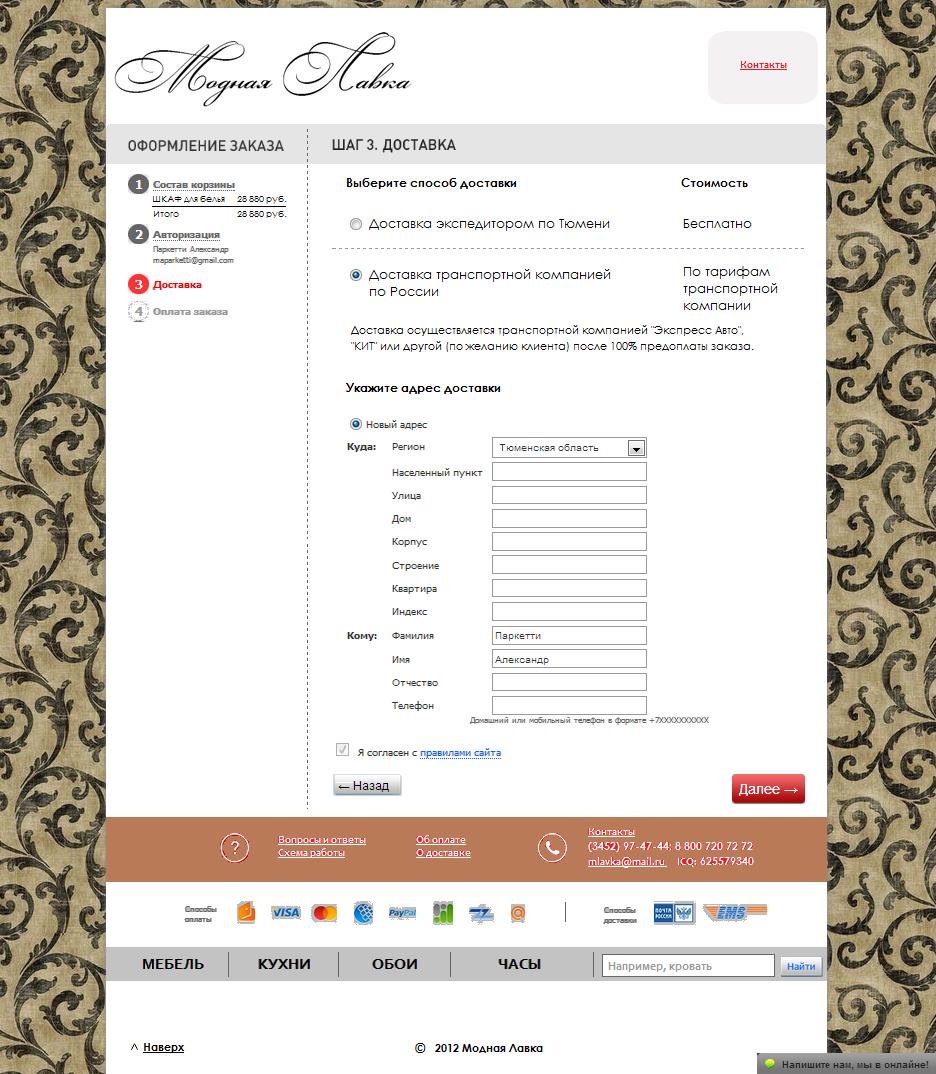 Модная Лавка
Контакты
ОФОРМЛЕНИЕ ЗАКАЗА
1 Состав корзины
ШКАФ для белья 28 880 руб.
Итого 28 880 руб.
2 Авторизация
Паркетти Александр
maparketti@gmail.com
3 Доставка
4 Оплата заказа
ШАГ 3. ДОСТАВКА
Выберите способ доставки Стоимость
Доставка экспедитором по Тюмени Бесплатно
Доставка транспортной компанией
по России
По тарифам
транспортной
компании
Доставка осуществляется транспортной компанией "Экспресс Авто",
"КИТ" или другой (по желанию клиента) после 100% предоплаты заказа.
Укажите адрес доставки
Новый адрес
Куда: Регион Тюменская область
Населенный пункт
Улица
Дом
Корпус
Строение
Квартира
Индекс
Кому: Фамилия Паркетти
Имя Александр
Отчество
Телефон
Домашний или мобильный телефон в формате +7XXXXXXXXXX
Я согласен с правилами сайта
← Назад
Далее →
?
Вопросы и ответы
Схема работы
Об оплате
О доставке
Контакты
(3452) 97-47-44; 8 800 720 72 72
mlavka@mail.ru ICQ: 625579340
Способы
оплаты
VISA
PayPal
@
Способы
доставки
ПОЧТА
РОССИИ
EMS
МЕБЕЛЬ
КУХНИ
ОБОИ
ЧАСЫ
Например, кровать
Найти
^ Наверх
© 2012 Модная Лавка
Напишите нам, мы в онлайне!